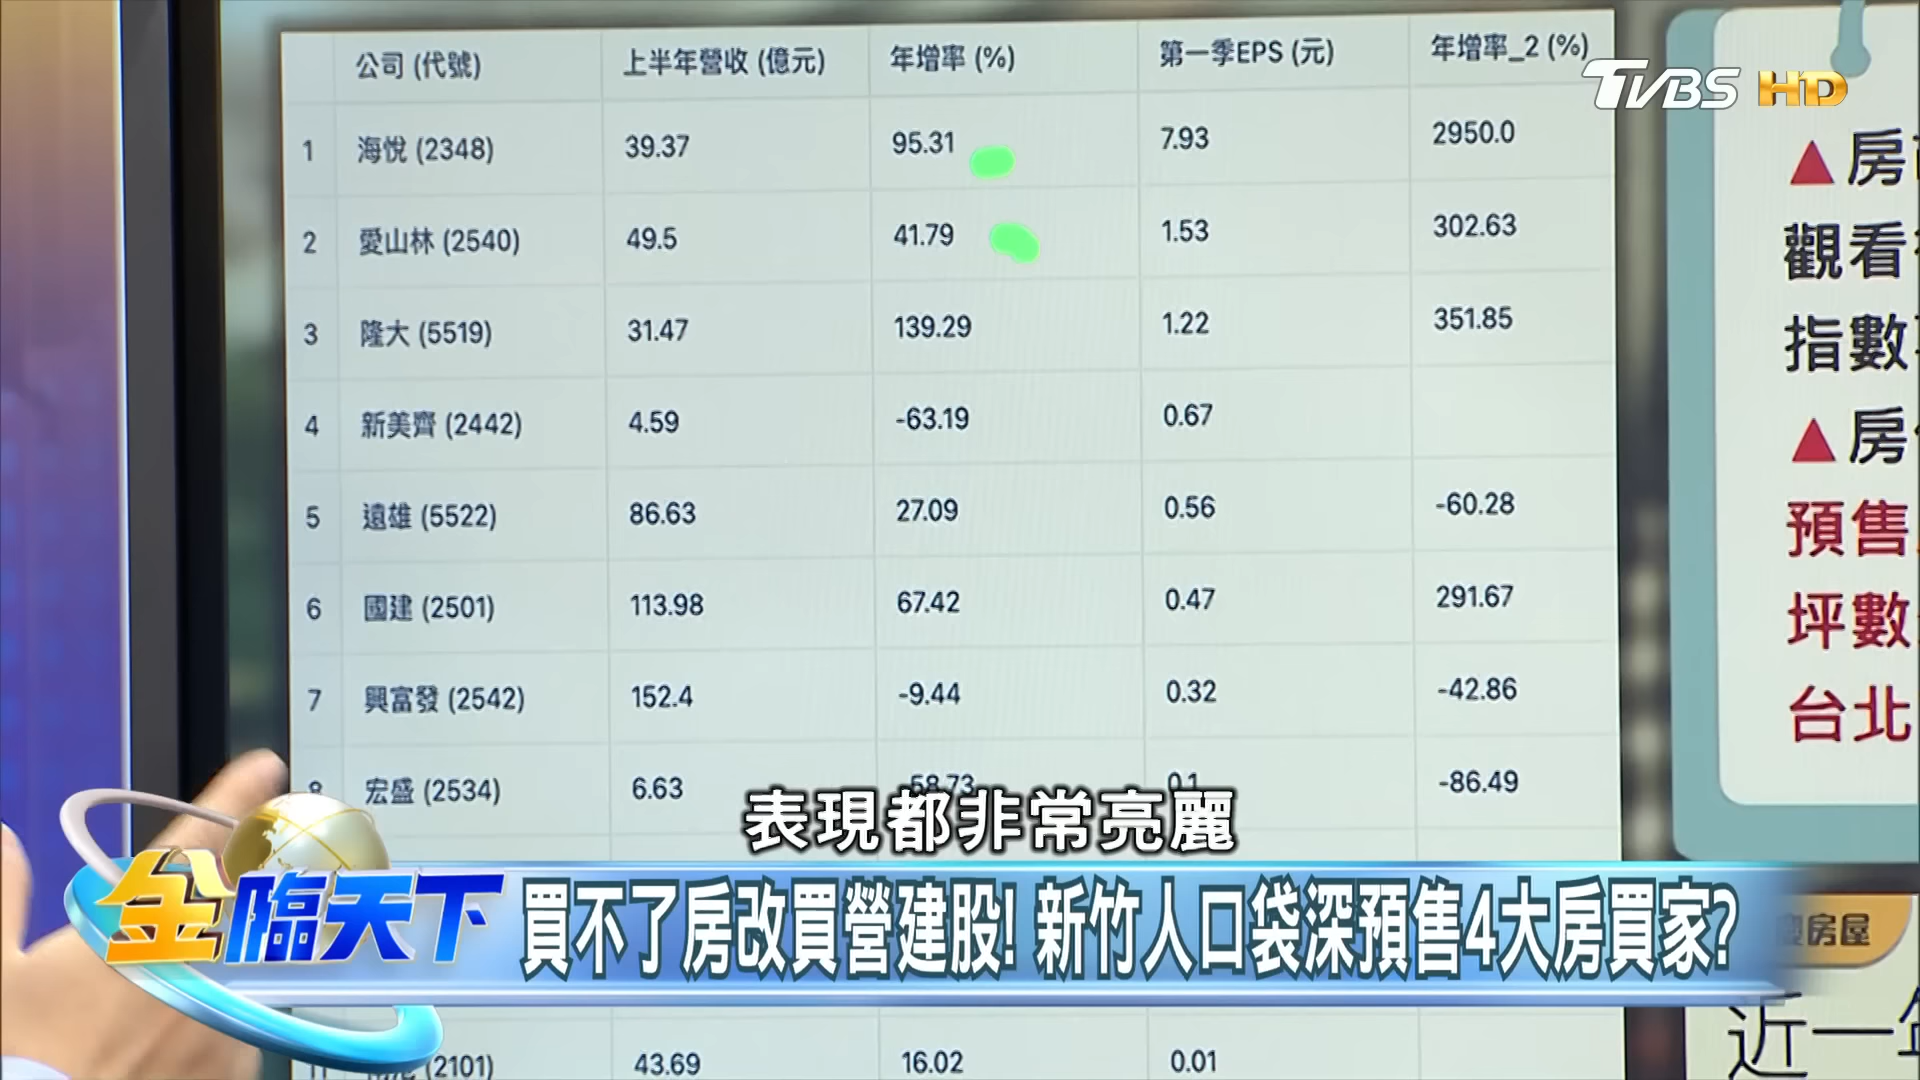 公司 (代號) 上半年營收 (億元) 年增率 (%) 第一季EPS (元) 年增率_2 (%)
TVBS HD
1 海悅 (2348) 39.37 95.31 7.93 2950.0
2 愛山林 (2540) 49.5 41.79 1.53 302.63
3 隆大 (5519) 31.47 139.29 1.22 351.85
4 新美齊 (2442) 4.59 -63.19 0.67
5 遠雄 (5522) 86.63 27.09 0.56 -60.28
6 國建 (2501) 113.98 67.42 0.47 291.67
7 興富發 (2542) 152.4 -9.44 0.32 -42.86
8 宏盛 (2534) 6.63 -58.73 0.1 -86.49
(2101) 43.69 16.02 0.01
▲房
觀看
指數
▲房
預售
坪數
台北
房屋
近一年
表現都非常亮麗
金臨天下
買不了房改買營建股! 新竹人口袋深預售4大房買家?